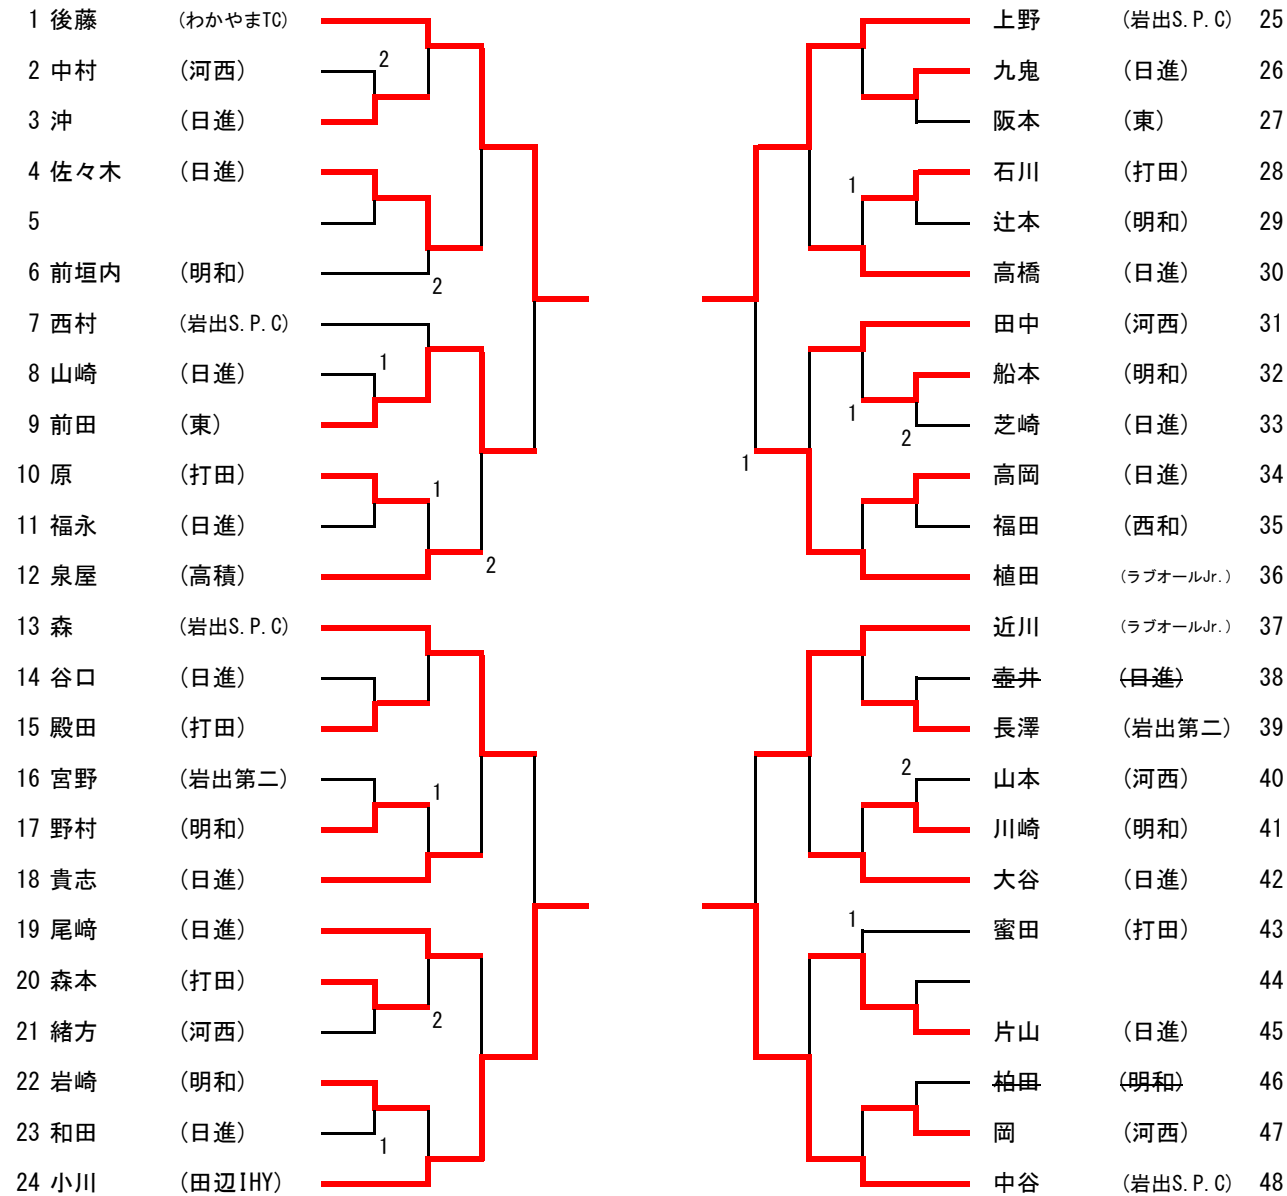 1 後藤 (わかやまTC)
2 中村 (河西) 2
3 沖 (日進)
4 佐々木 (日進)
5
6 前垣内 (明和) 2
7 西村 (岩出S.P.C)
8 山崎 (日進) 1
9 前田 (東)
10 原 (打田) 1
11 福永 (日進)
12 泉屋 (高積) 2
13 森 (岩出S.P.C)
14 谷口 (日進)
15 殿田 (打田)
16 宮野 (岩出第二) 1
17 野村 (明和)
18 貴志 (日進)
19 尾﨑 (日進)
20 森本 (打田)
21 緒方 (河西) 2
22 岩崎 (明和)
23 和田 (日進) 1
24 小川 (田辺IHY)
上野 (岩出S.P.C) 25
九鬼 (日進) 26
阪本 (東) 27
1 石川 (打田) 28
辻本 (明和) 29
高橋 (日進) 30
田中 (河西) 31
船本 (明和) 32
1 2 芝崎 (日進) 33
1 高岡 (日進) 34
福田 (西和) 35
植田 (ラブオールJr.) 36
近川 (ラブオールJr.) 37
壺井 (日進) 38
長澤 (岩出第二) 39
2 山本 (河西) 40
川崎 (明和) 41
大谷 (日進) 42
1 蜜田 (打田) 43
44
片山 (日進) 45
柏田 (明和) 46
岡 (河西) 47
中谷 (岩出S.P.C) 48